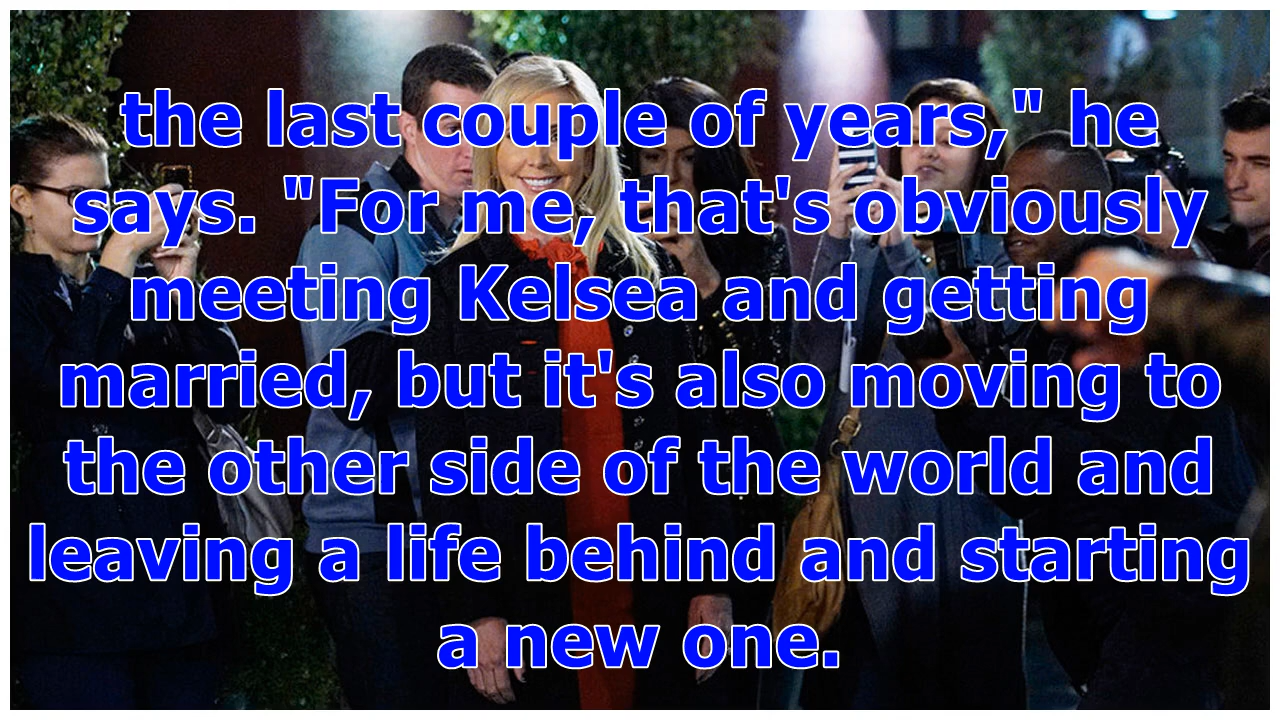 the last couple of years," he
says. "For me, that's obviously
meeting Kelsea and getting
married, but it's also moving to
the other side of the world and
leaving a life behind and starting
a new one.